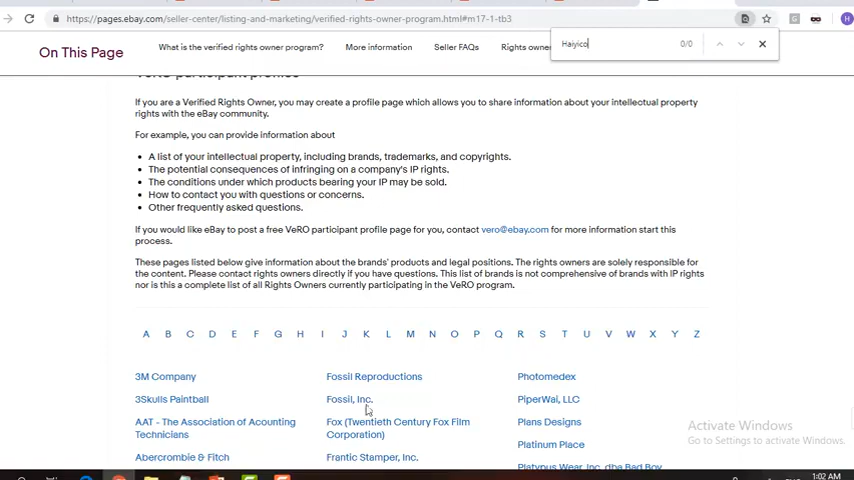 https://pages.ebay.com/seller-center/listing-and-marketing/verified-rights-owner-program.html#m17-1-tb3
Haiyico 0/0
On This Page What is the verified rights owner program? More information Seller FAQs Rights owne
VeRO participant profiles
If you are a Verified Rights Owner, you may create a profile page which allows you to share information about your intellectual property
rights with the eBay community.
For example, you can provide information about
• A list of your intellectual property, including brands, trademarks, and copyrights.
• The potential consequences of infringing on a company's IP rights.
• The conditions under which products bearing your IP may be sold.
• How to contact you with questions or concerns.
• Other frequently asked questions.
If you would like eBay to post a free VeRO participant profile page for you, contact vero@ebay.com for more information start this
process.
These pages listed below give information about the brands' products and legal positions. The rights owners are solely responsible for
the content. Please contact rights owners directly if you have questions. This list of brands is not comprehensive of brands with IP rights
nor is this a complete list of all Rights Owners currently participating in the VeRO program.
A B C D E F G H I J K L M N O P Q R S T U V W X Y Z
3M Company Fossil Reproductions Photomedex
3Skulls Paintball Fossil, Inc. PiperWai, LLC
AAT - The Association of Acounting Fox (Twentieth Century Fox Film Plans Designs
Technicians Corporation) Platinum Place
Abercrombie & Fitch Frantic Stamper, Inc. Platypus Wear, Inc. dba Bad Boy
Activate Windows
Go to Settings to activate Windows.
1:02 AM